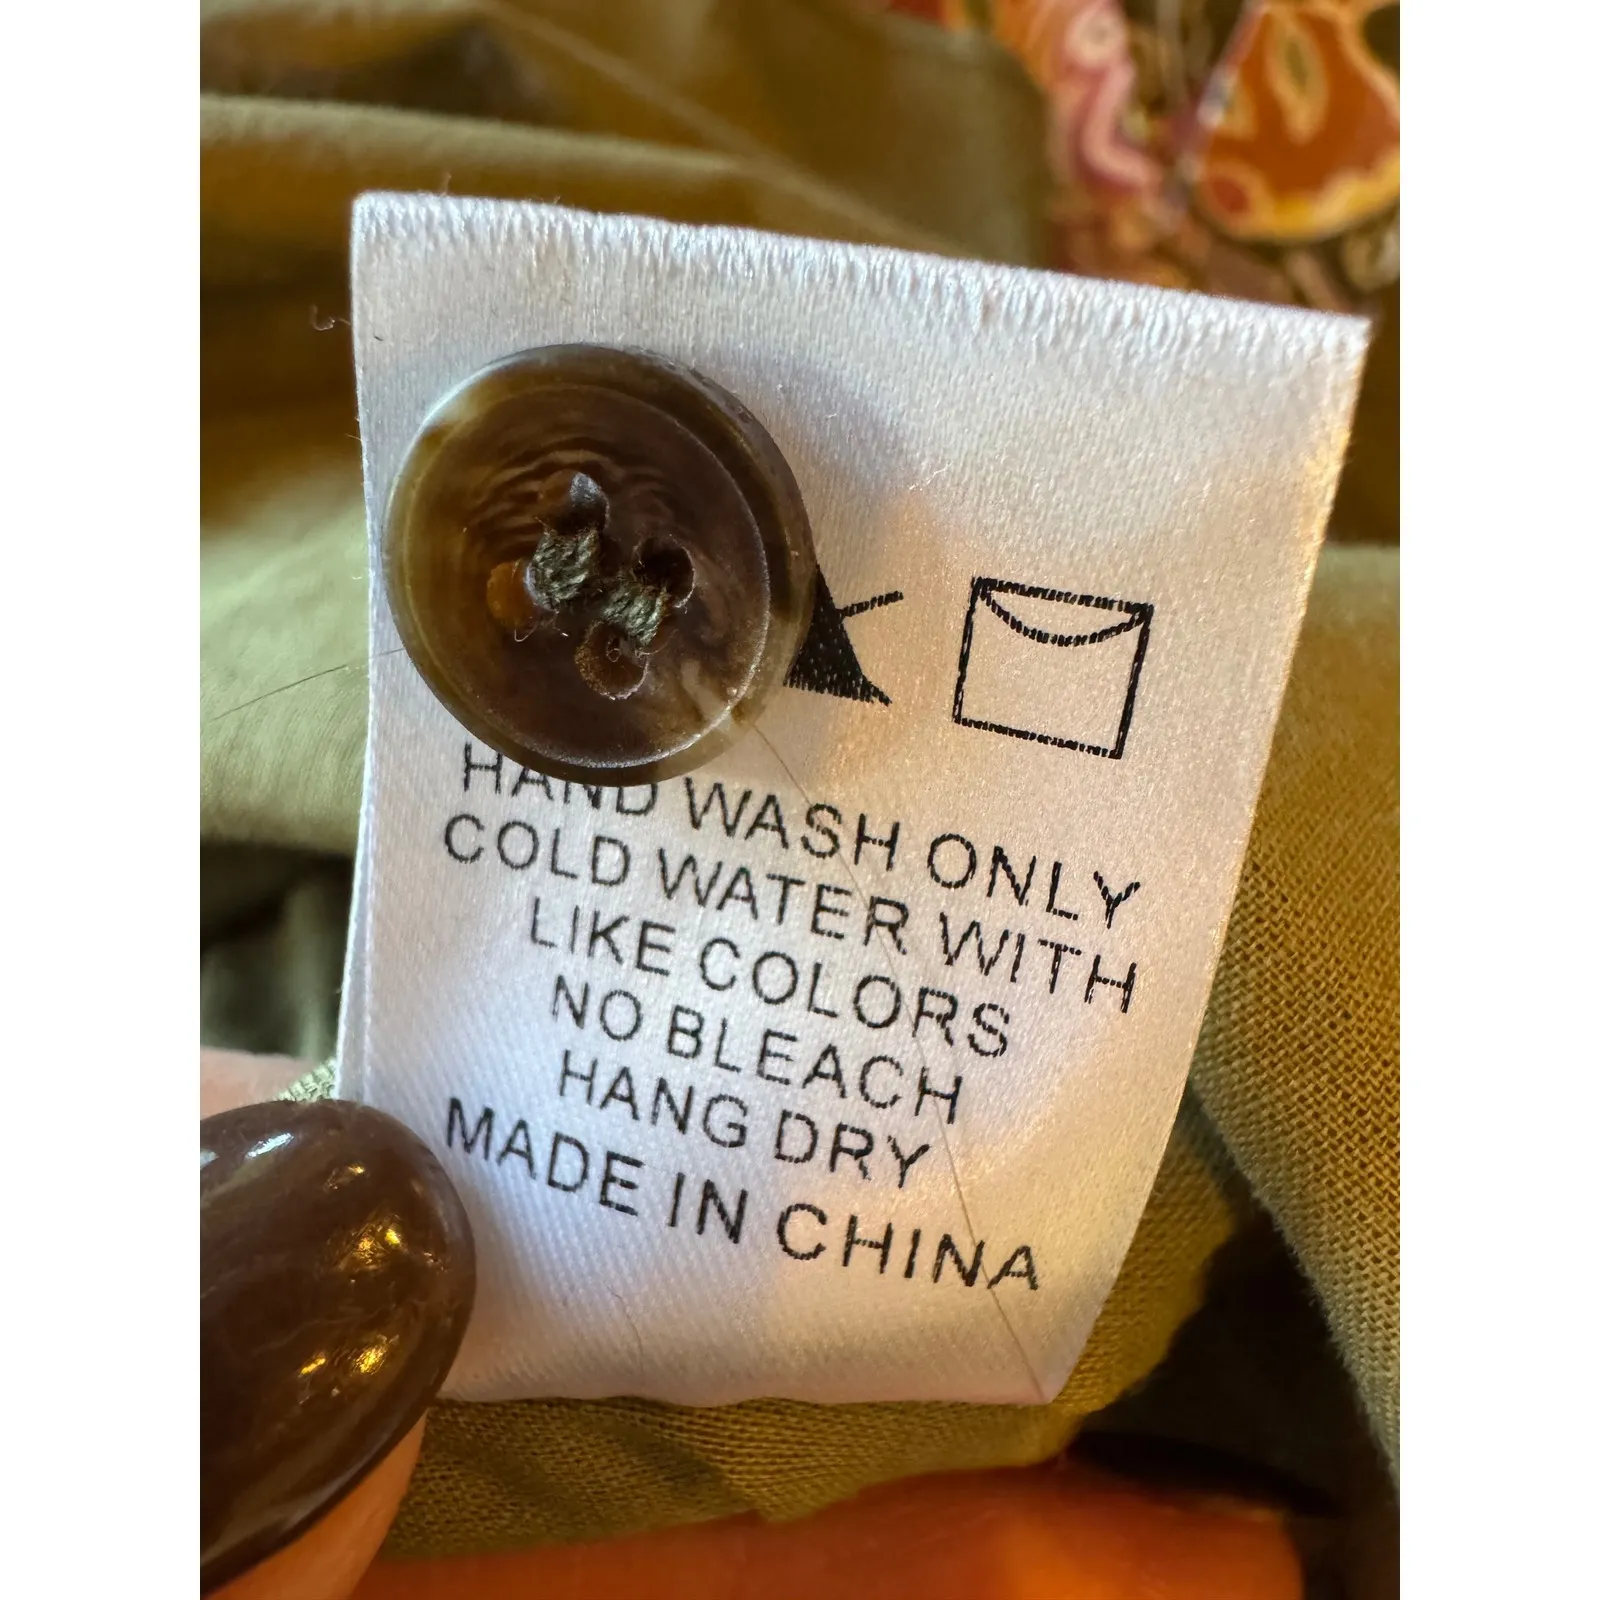 HAND WASH ONLY
COLD WATER WITH
LIKE COLORS
NO BLEACH
HANG DRY
MADE IN CHINA